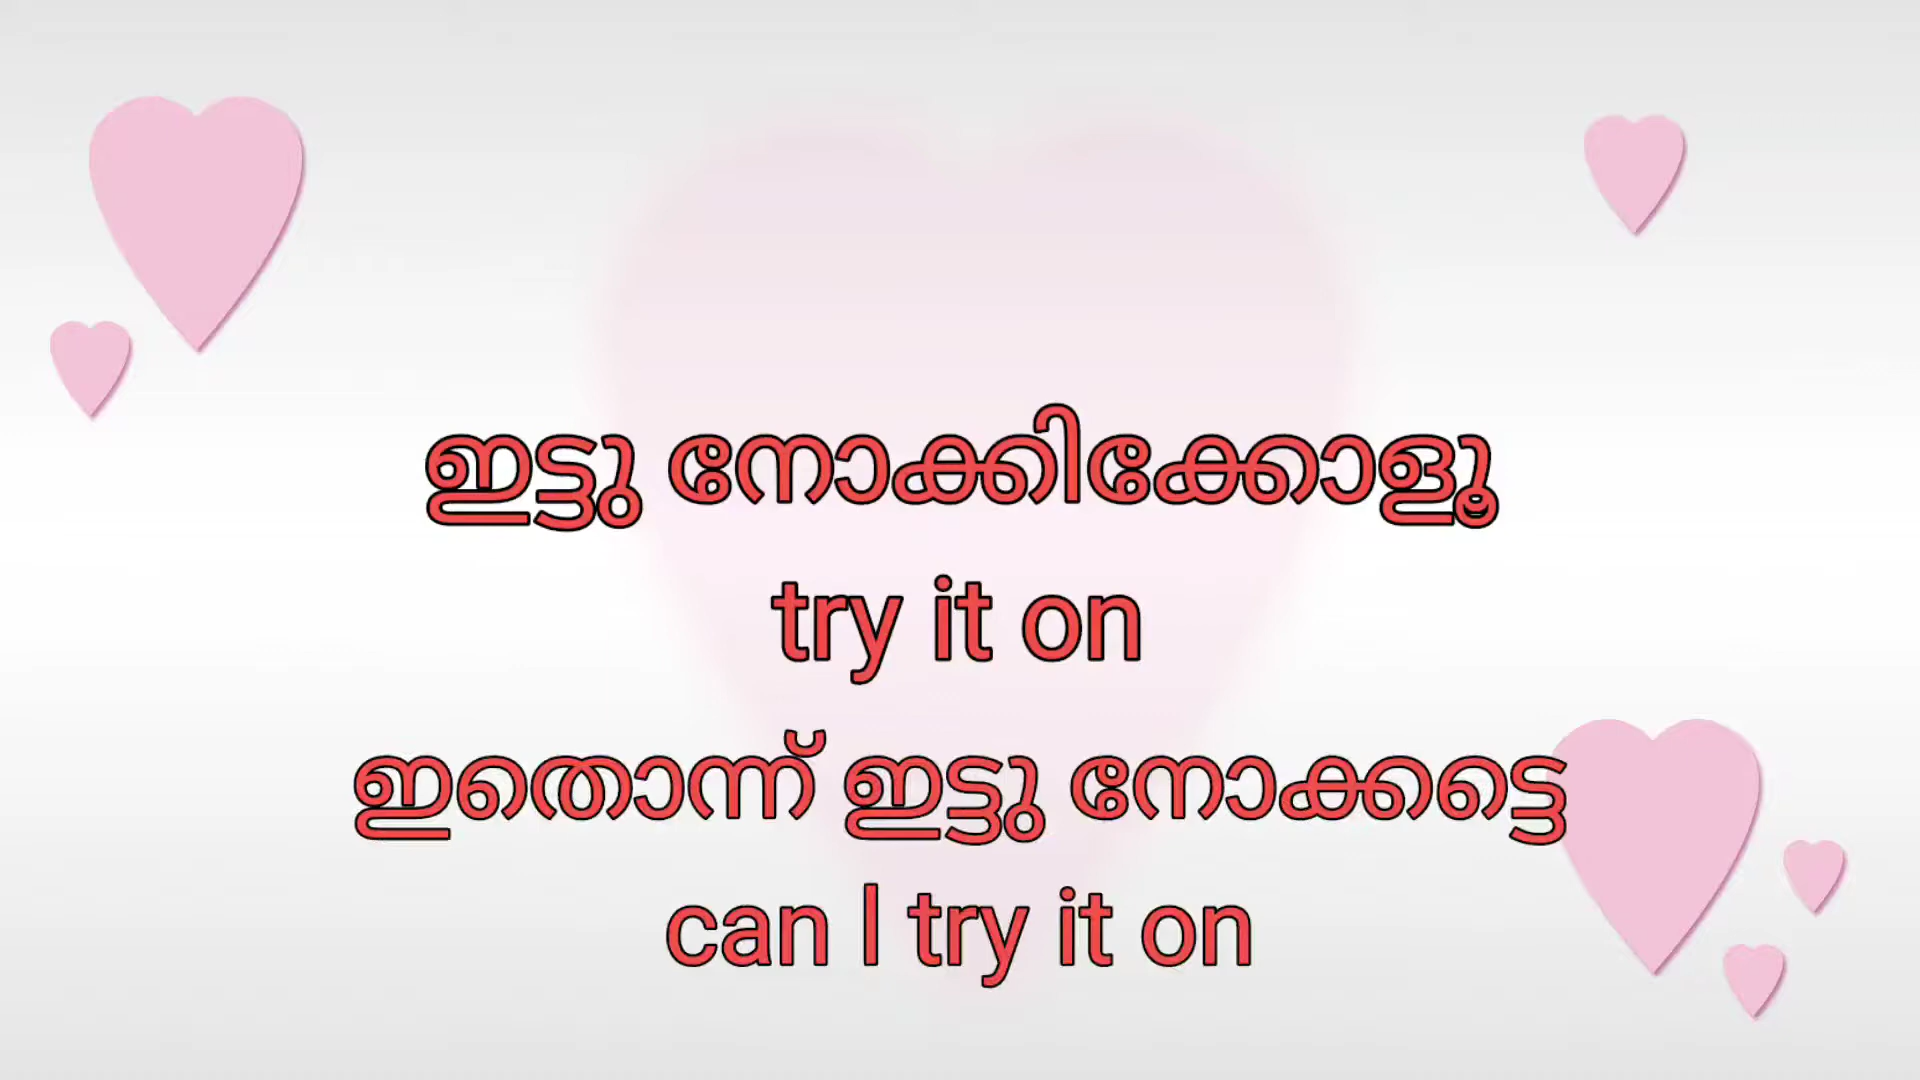 ഇട്ടു നോക്കിക്കോളൂ
try it on
ഇതൊന്ന് ഇട്ടു നോക്കട്ടെ
can I try it on